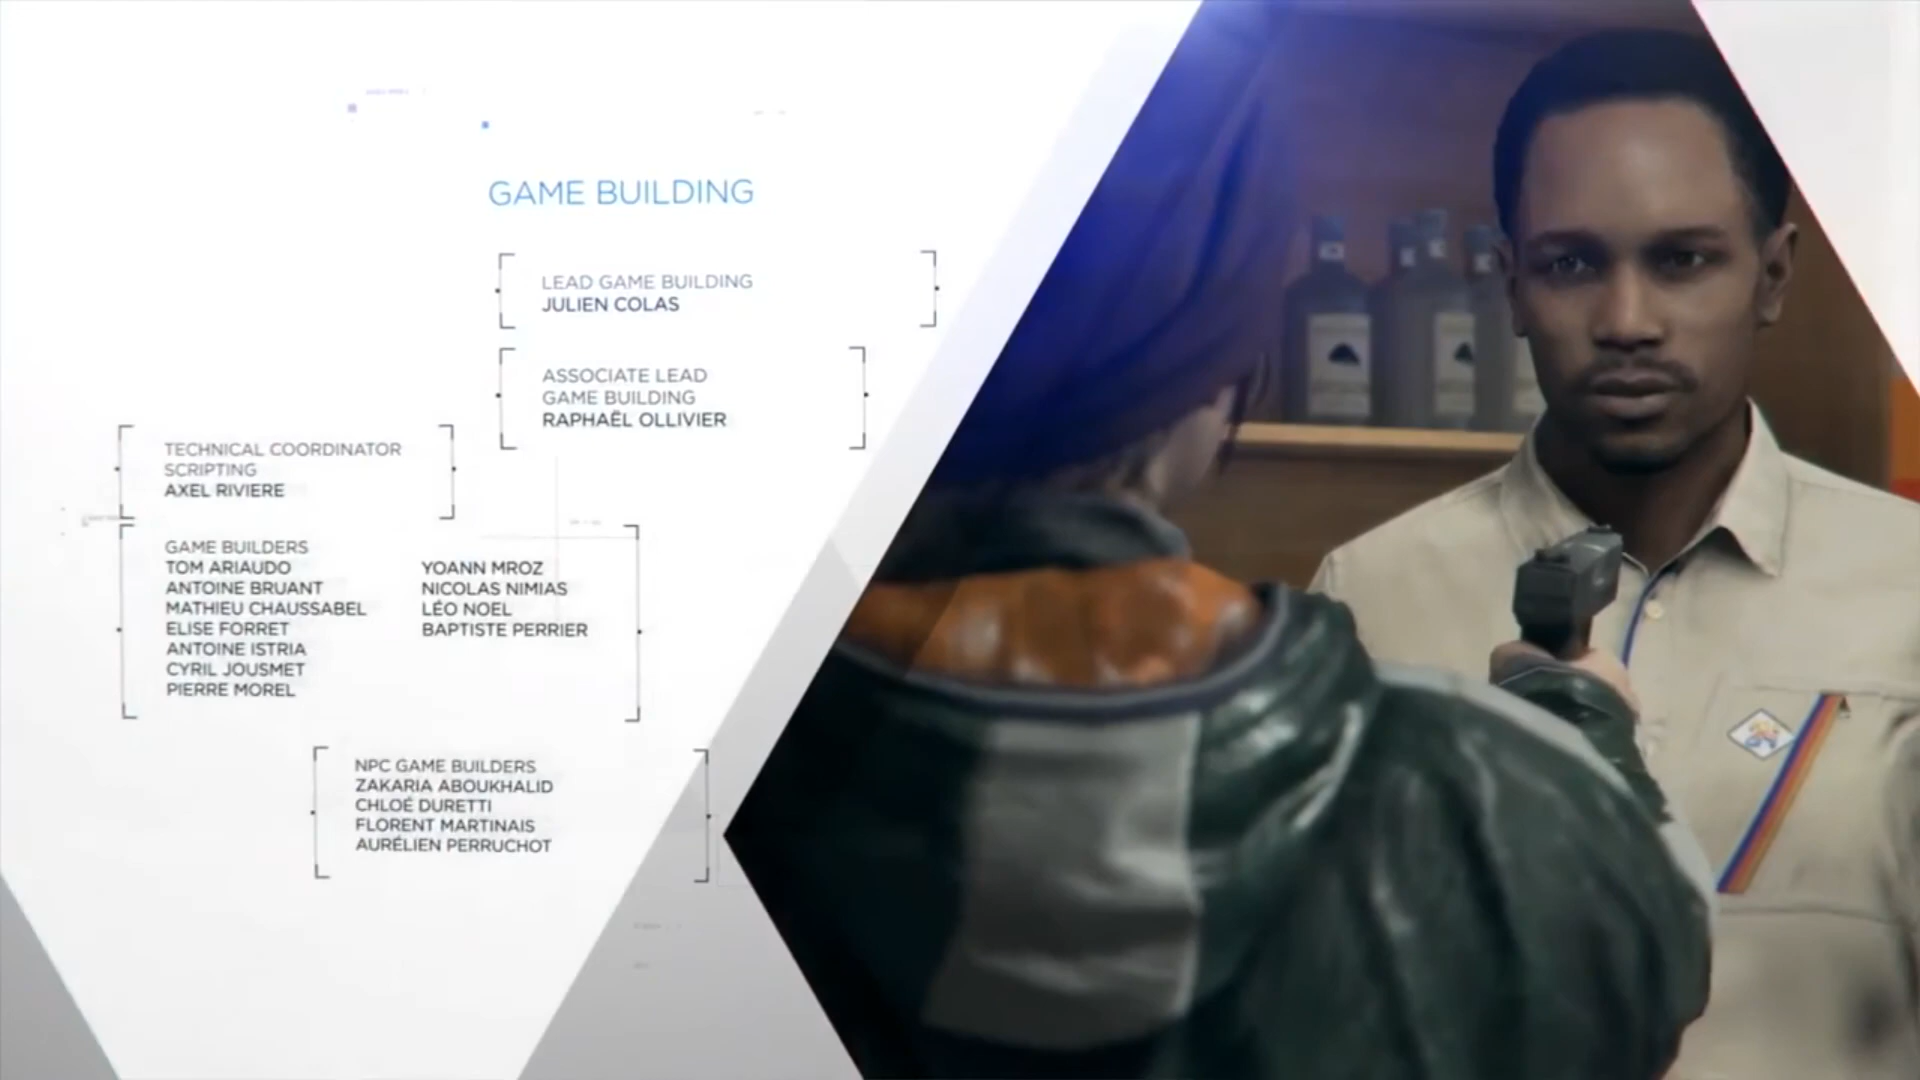 GAME BUILDING
LEAD GAME BUILDING
JULIEN COLAS
ASSOCIATE LEAD
GAME BUILDING
RAPHAËL OLLIVIER
TECHNICAL COORDINATOR
SCRIPTING
AXEL RIVIERE
GAME BUILDERS
TOM ARIAUDO
ANTOINE BRUANT
MATHIEU CHAUSSABEL
ELISE FORRET
ANTOINE ISTRIA
CYRIL JOUSMET
PIERRE MOREL
YOANN MROZ
NICOLAS NIMIAS
LÉO NOEL
BAPTISTE PERRIER
NPC GAME BUILDERS
ZAKARIA ABOUKHALID
CHLOÉ DURETTI
FLORENT MARTINAIS
AURÉLIEN PERRUCHOT